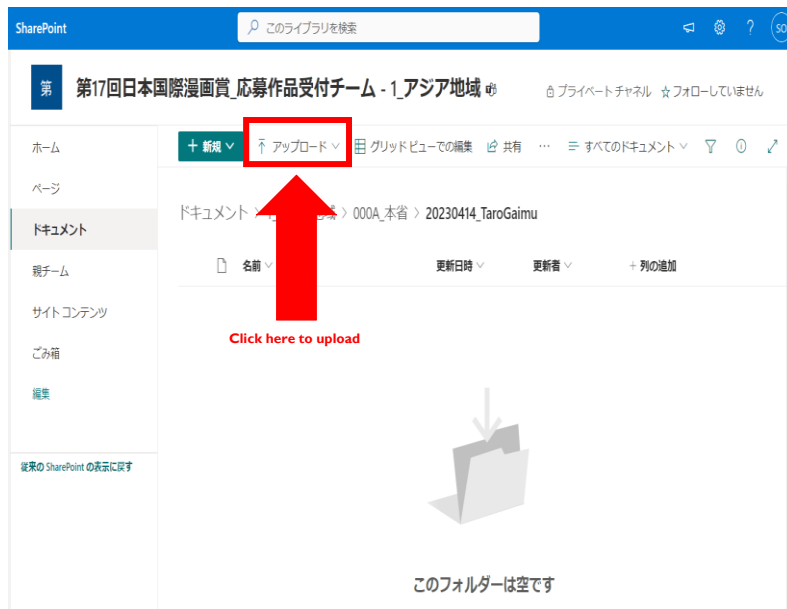 SharePoint
このライブラリを検索
?
so
第
第17回日本国際漫画賞_応募作品受付チーム - 1_アジア地域
プライベート チャネル
☆フォローしていません
ホーム
ページ
ドキュメント
親チーム
サイト コンテンツ
ごみ箱
編集
従来の SharePoint の表示に戻す
+ 新規
アップロード
グリッド ビューでの編集
共有
…
すべてのドキュメント
ドキュメント > > 000A_本省 > 20230414_TaroGaimu
名前
更新日時
更新者
+ 列の追加
Click here to upload
このフォルダーは空です